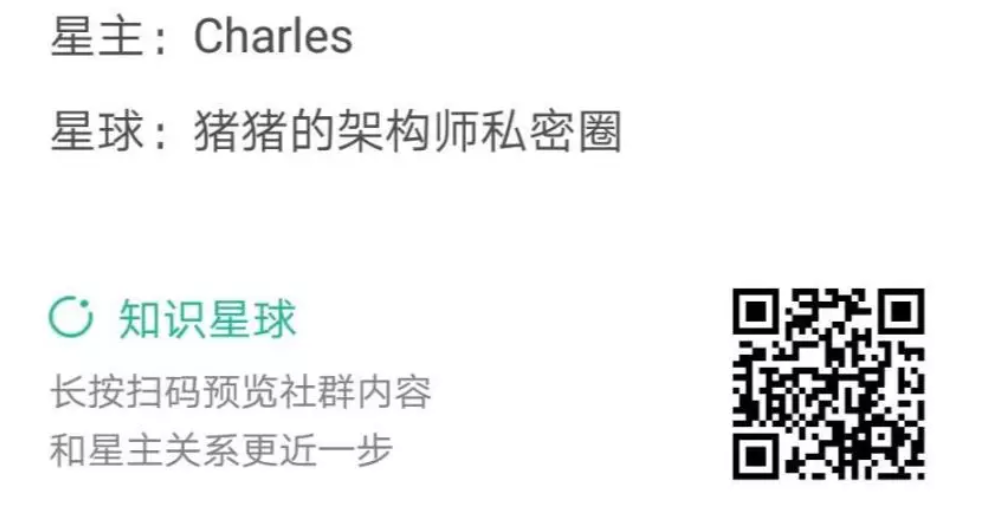 星主：Charles
星球：猪猪的架构师私密圈
知识星球
长按扫码预览社群内容
和星主关系更近一步